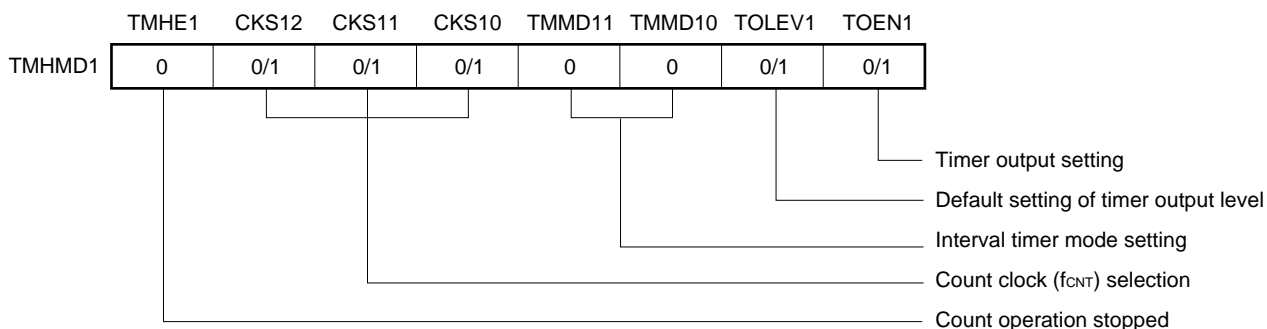 TMHE1 CKS12 CKS11 CKS10 TMMD11 TMMD10 TOLEV1 TOEN1
TMHMD1 0 0/1 0/1 0/1 0 0 0/1 0/1
Timer output setting
Default setting of timer output level
Interval timer mode setting
Count clock (fCNT) selection
Count operation stopped